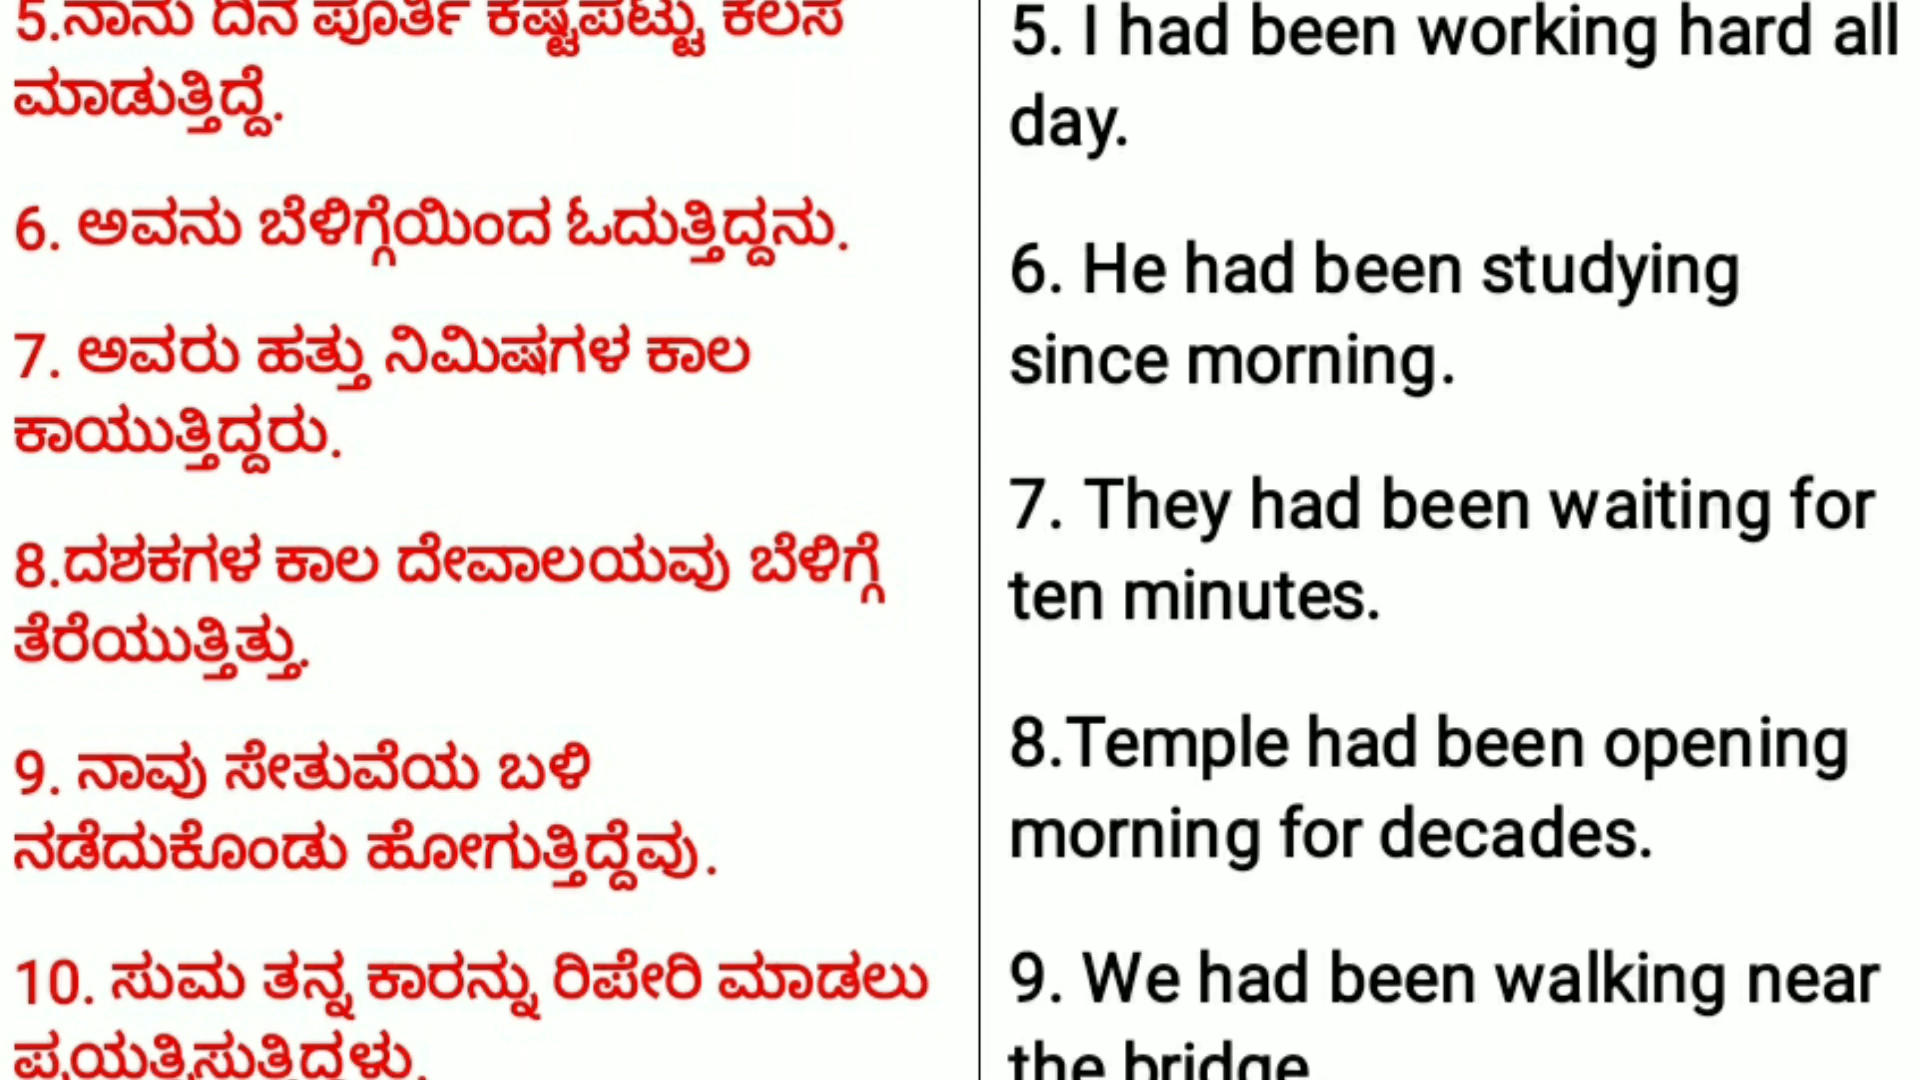 5.ನಾನು ದಿನ ಪೂರ್ತಿ ಕಷ್ಟಪಟ್ಟು ಕೆಲಸ
ಮಾಡುತ್ತಿದ್ದೆ.
6. ಅವನು ಬೆಳಿಗ್ಗೆಯಿಂದ ಓದುತ್ತಿದ್ದನು.
7. ಅವರು ಹತ್ತು ನಿಮಿಷಗಳ ಕಾಲ
ಕಾಯುತ್ತಿದ್ದರು.
8.ದಶಕಗಳ ಕಾಲ ದೇವಾಲಯವು ಬೆಳಿಗ್ಗೆ
ತೆರೆಯುತ್ತಿತ್ತು.
9. ನಾವು ಸೇತುವೆಯ ಬಳಿ
ನಡೆದುಕೊಂಡು ಹೋಗುತ್ತಿದ್ದೆವು.
10. ಸುಮ ತನ್ನ ಕಾರನ್ನು ರಿಪೇರಿ ಮಾಡಲು
ಪ್ರಯತ್ನಿಸುತ್ತಿದ್ದಳು.
5. I had been working hard all
day.
6. He had been studying
since morning.
7. They had been waiting for
ten minutes.
8.Temple had been opening
morning for decades.
9. We had been walking near
the bridge.